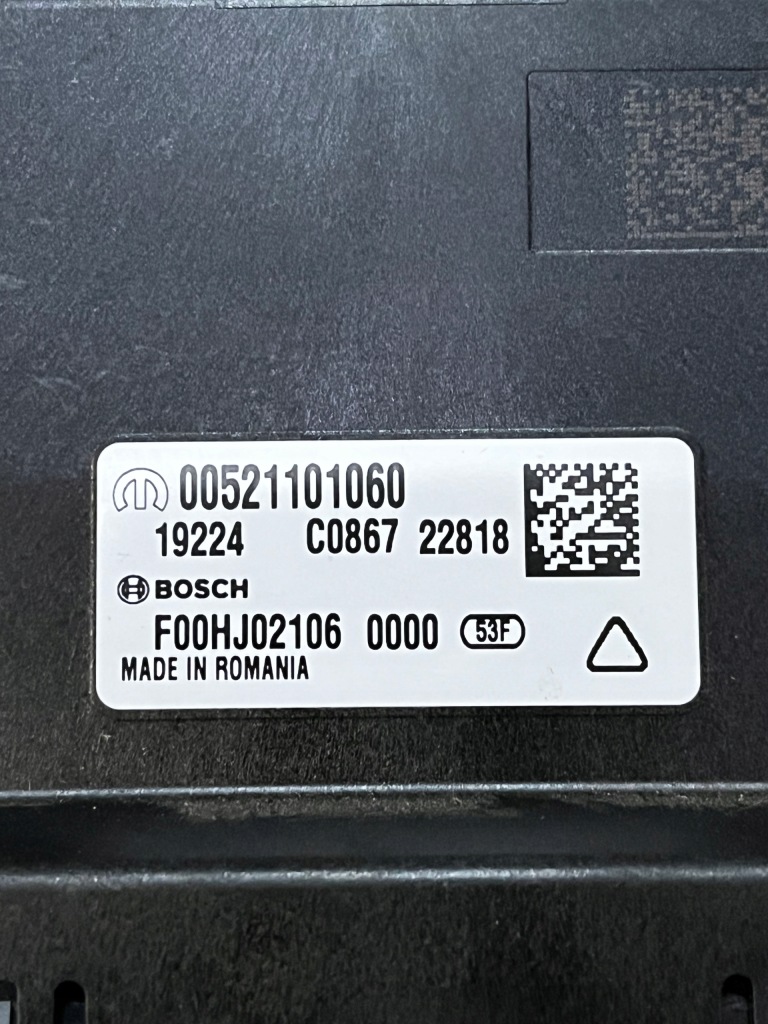 00521101060
19224 C0867 22818
BOSCH
F00HJ02106 0000 53F
MADE IN ROMANIA